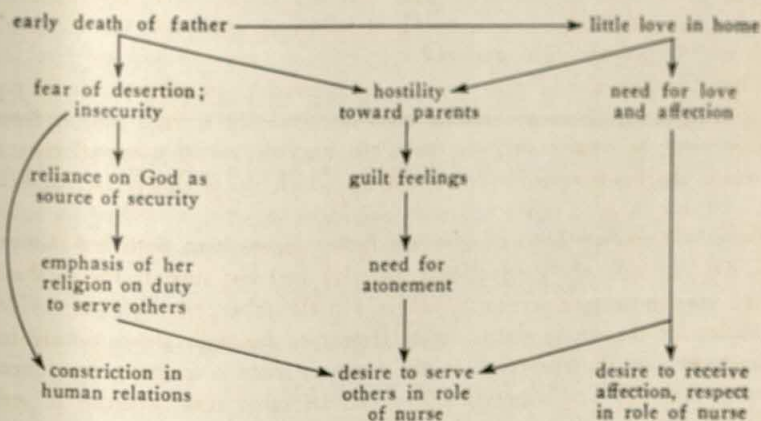 early death of father
little love in home
fear of desertion;
insecurity
hostility
toward parents
need for love
and affection
reliance on God as
source of security
guilt feelings
emphasis of her
religion on duty
to serve others
need for
atonement
constriction in
human relations
desire to serve
others in role
of nurse
desire to receive
affection, respect
in role of nurse